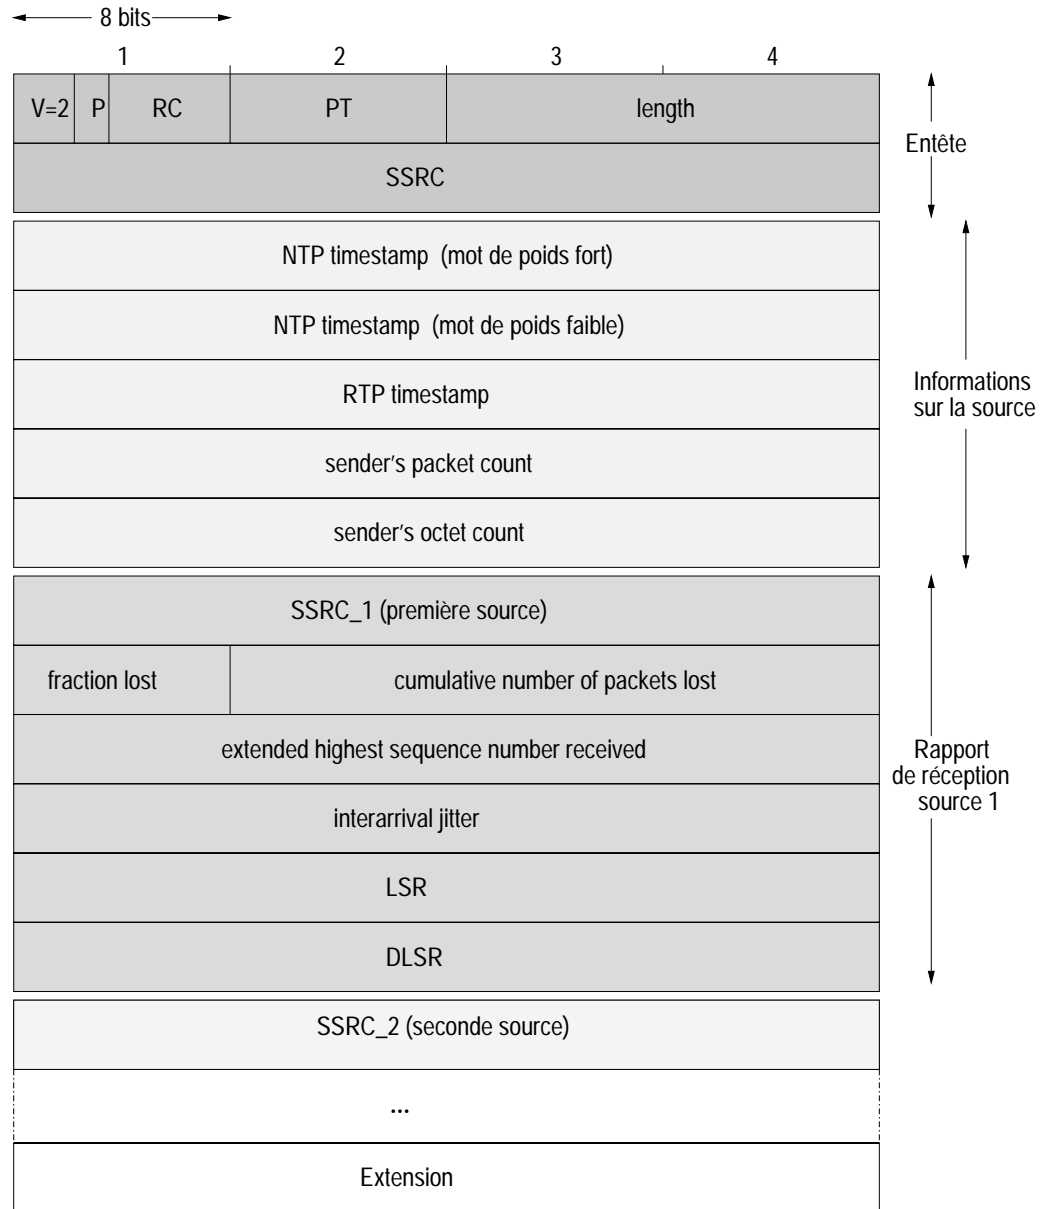 8 bits
1 2 3 4
V=2 P RC PT length
Entête
SSRC
NTP timestamp (mot de poids fort)
NTP timestamp (mot de poids faible)
RTP timestamp
Informations
sur la source
sender's packet count
sender's octet count
SSRC_1 (première source)
fraction lost cumulative number of packets lost
extended highest sequence number received
Rapport
de réception
source 1
interarrival jitter
LSR
DLSR
SSRC_2 (seconde source)
...
Extension